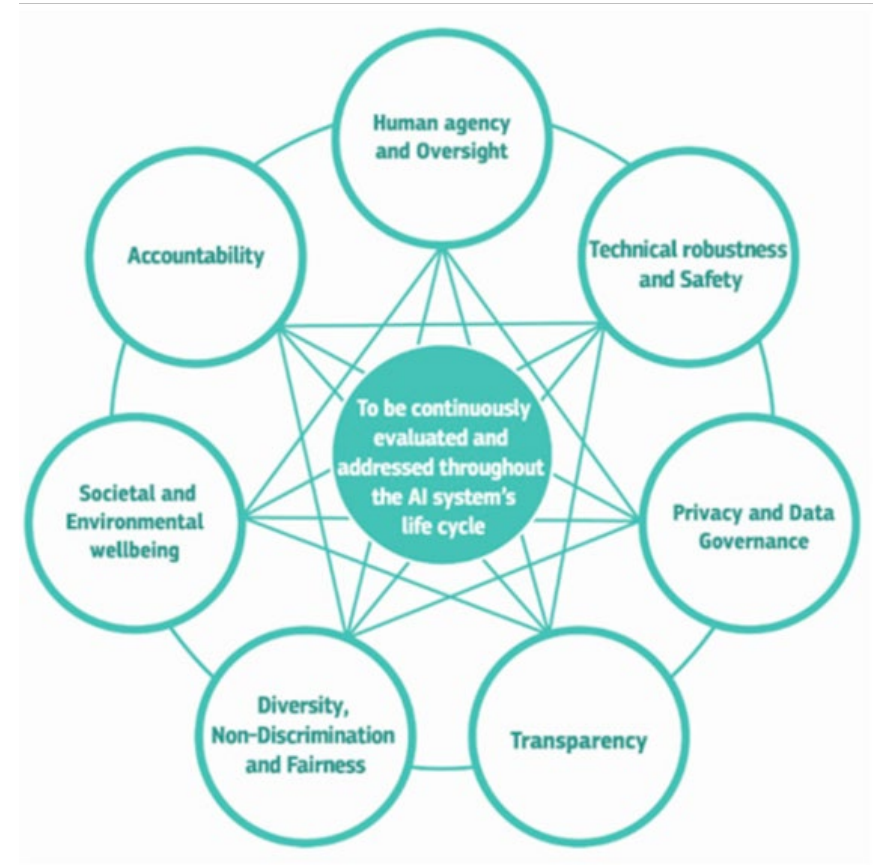 Human agency
and Oversight
Technical robustness
and Safety
Privacy and Data
Governance
Transparency
Diversity,
Non-Discrimination
and Fairness
Societal and
Environmental
wellbeing
Accountability
To be continuously
evaluated and
addressed throughout
the AI system's
life cycle